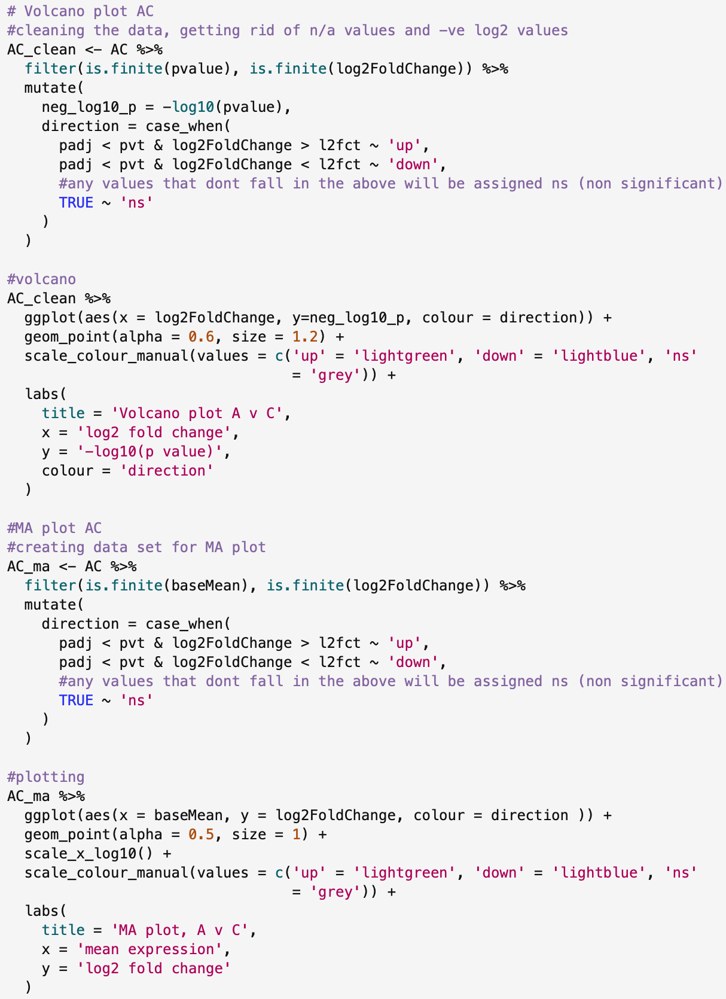 # Volcano plot AC
#cleaning the data, getting rid of n/a values and -ve log2 values
AC_clean <- AC %>%
  filter(is.finite(pvalue), is.finite(log2FoldChange)) %>%
  mutate(
    neg_log10_p = -log10(pvalue),
    direction = case_when(
      padj < pvt & log2FoldChange > l2fct ~ 'up',
      padj < pvt & log2FoldChange < l2fct ~ 'down',
      #any values that dont fall in the above will be assigned ns (non significant)
      TRUE ~ 'ns'
    )
  )

#volcano
AC_clean %>%
  ggplot(aes(x = log2FoldChange, y=neg_log10_p, colour = direction)) +
  geom_point(alpha = 0.6, size = 1.2) +
  scale_colour_manual(values = c('up' = 'lightgreen', 'down' = 'lightblue', 'ns'
                                 = 'grey')) +
  labs(
    title = 'Volcano plot A v C',
    x = 'log2 fold change',
    y = '-log10(p value)',
    colour = 'direction'
  )

#MA plot AC
#creating data set for MA plot
AC_ma <- AC %>%
  filter(is.finite(baseMean), is.finite(log2FoldChange)) %>%
  mutate(
    direction = case_when(
      padj < pvt & log2FoldChange > l2fct ~ 'up',
      padj < pvt & log2FoldChange < l2fct ~ 'down',
      #any values that dont fall in the above will be assigned ns (non significant)
      TRUE ~ 'ns'
    )
  )

#plotting
AC_ma %>%
  ggplot(aes(x = baseMean, y = log2FoldChange, colour = direction )) +
  geom_point(alpha = 0.5, size = 1) +
  scale_x_log10() +
  scale_colour_manual(values = c('up' = 'lightgreen', 'down' = 'lightblue', 'ns'
                                 = 'grey')) +
  labs(
    title = 'MA plot, A v C',
    x = 'mean expression',
    y = 'log2 fold change'
  )